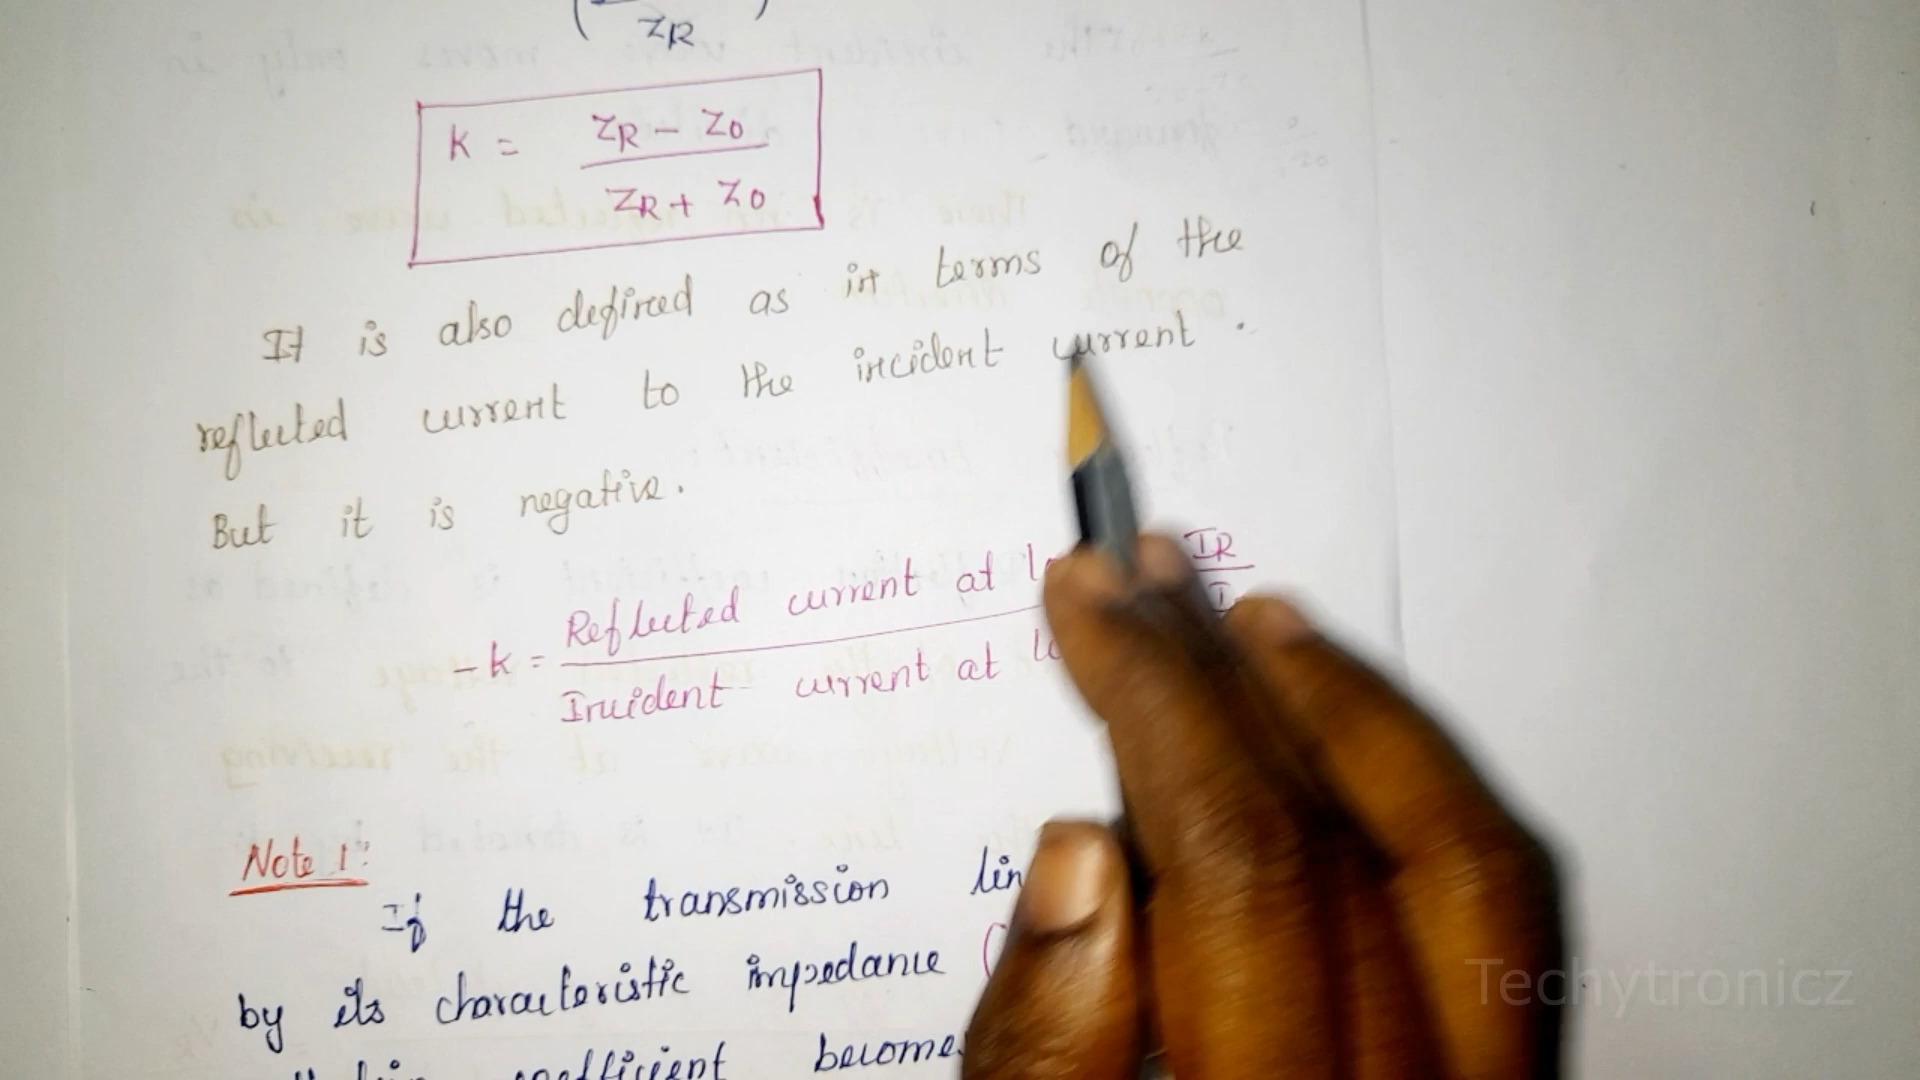 ZR
K = ZR - Z0 / ZR + Z0
It is also defined as in terms of the
reflected current to the incident current.
But it is negative.
-K = Reflected current at / Incident current at IR / I
Note 1:
If the transmission
by its characteristic impedance (
coefficient becomes
Techytronicz